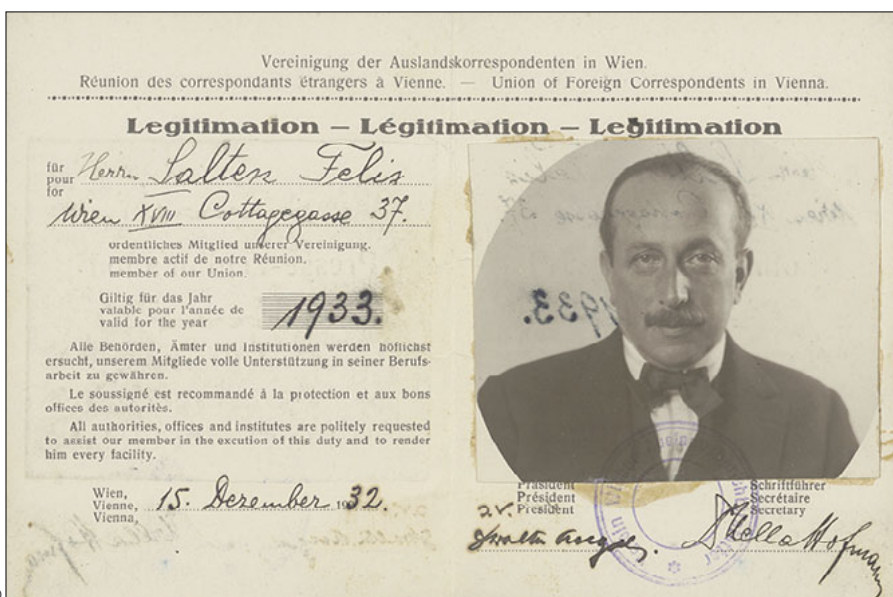 Vereinigung der Auslandskorrespondenten in Wien.
Réunion des correspondants étrangers à Vienne. — Union of Foreign Correspondents in Vienna.
Legitimation – Légitimation – Legitimation
für
pour
for
Herrn Salten Felix
Wien XVIII Cottagegasse 37.
ordentliches Mitglied unserer Vereinigung.
membre actif de notre Réunion.
member of our Union.
Giltig für das Jahr
valable pour l'année de
valid for the year
1933.
Alle Behörden, Ämter und Institutionen werden höflichst
ersucht, unserem Mitgliede volle Unterstützung in seiner Berufs-
arbeit zu gewähren.
Le soussigné est recommandé à la protection et aux bons
offices des autorités.
All authorities, offices and institutes are politely requested
to assist our member in the excution of this duty and to render
him every facility.
Wien,
Vienne,
Vienna,
15. Dezember 1932.
Präsident
Président
President
Schriftführer
Secrétaire
Secretary
Hofmann